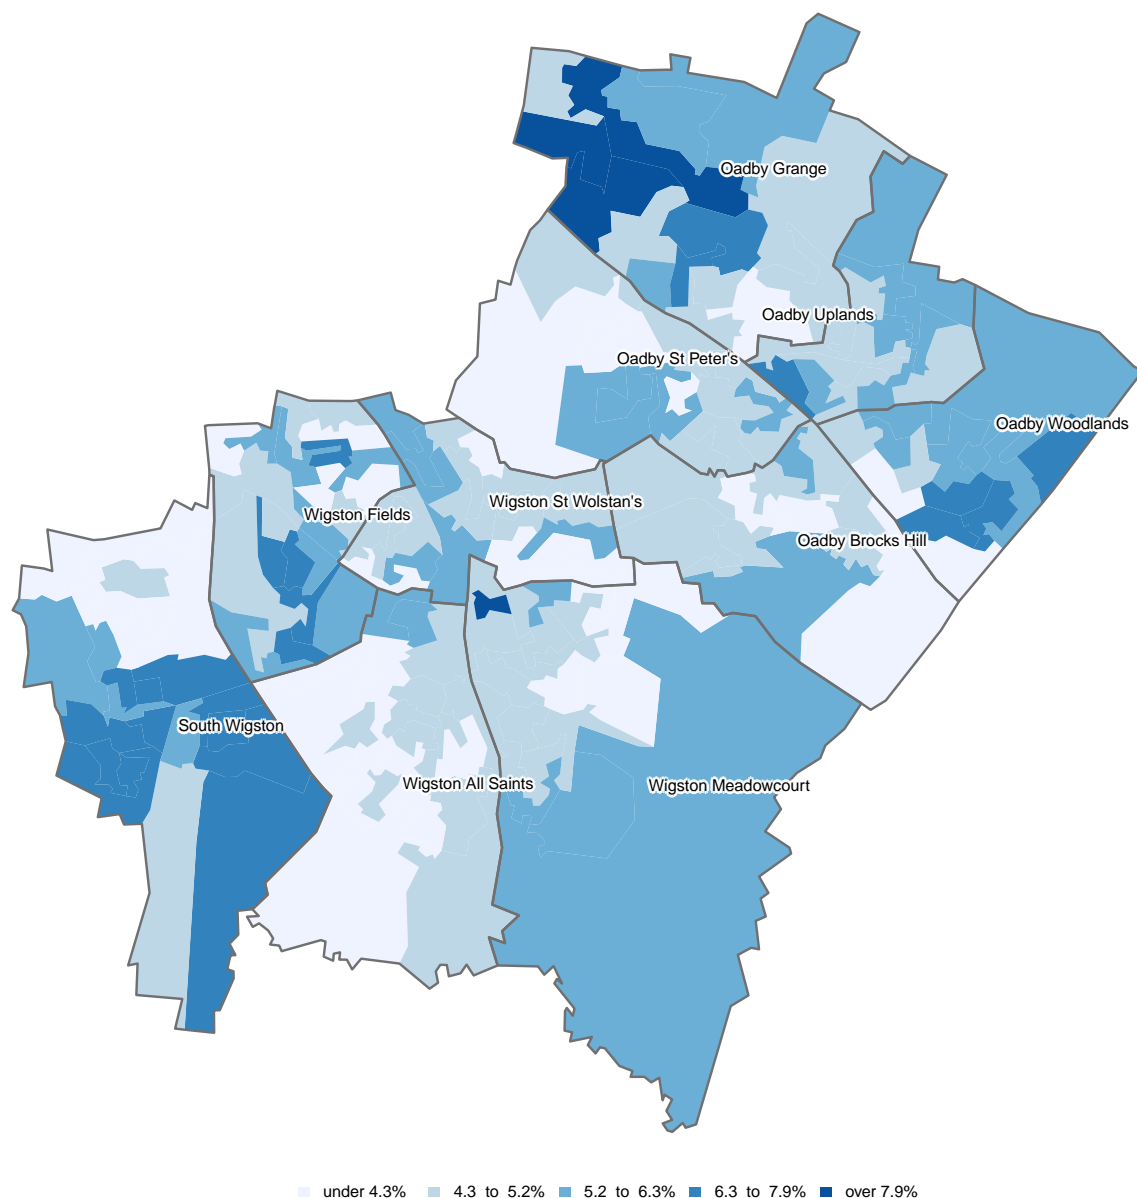 Oadby Grange
Oadby Uplands
Oadby St Peter's
Oadby Woodlands
Wigston St Wolstan's
Wigston Fields
Oadby Brocks Hill
South Wigston
Wigston All Saints
Wigston Meadowcourt
under 4.3% 4.3 to 5.2% 5.2 to 6.3% 6.3 to 7.9% over 7.9%